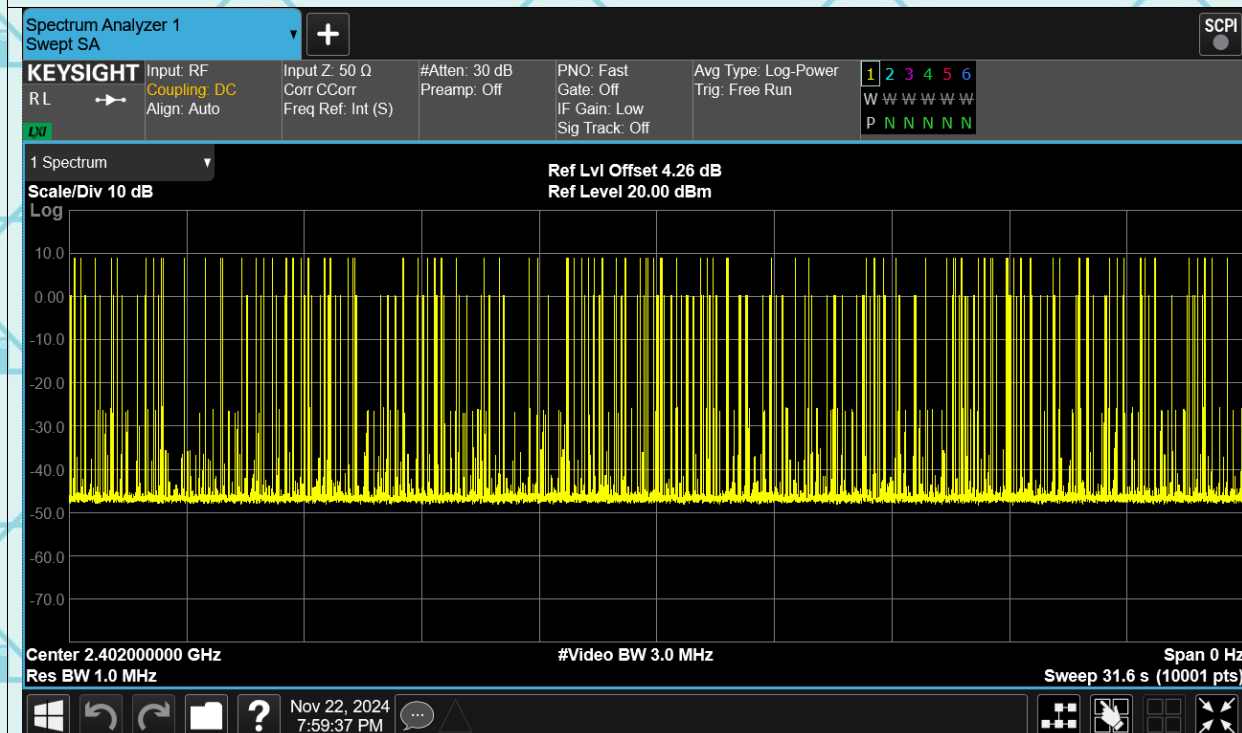 Spectrum Analyzer 1
Swept SA
+
SCPI
KEYSIGHT
RL
LXI
Input: RF
Coupling: DC
Align: Auto
Input Z: 50 Ω
Corr CCorr
Freq Ref: Int (S)
#Atten: 30 dB
Preamp: Off
PNO: Fast
Gate: Off
IF Gain: Low
Sig Track: Off
Avg Type: Log-Power
Trig: Free Run
1 2 3 4 5 6
W W W W W W
P N N N N N
1 Spectrum
Scale/Div 10 dB
Ref Lvl Offset 4.26 dB
Ref Level 20.00 dBm
Log
10.0
0.00
-10.0
-20.0
-30.0
-40.0
-50.0
-60.0
-70.0
Center 2.402000000 GHz
#Video BW 3.0 MHz
Span 0 Hz
Res BW 1.0 MHz
Sweep 31.6 s (10001 pts)
?
Nov 22, 2024
7:59:37 PM